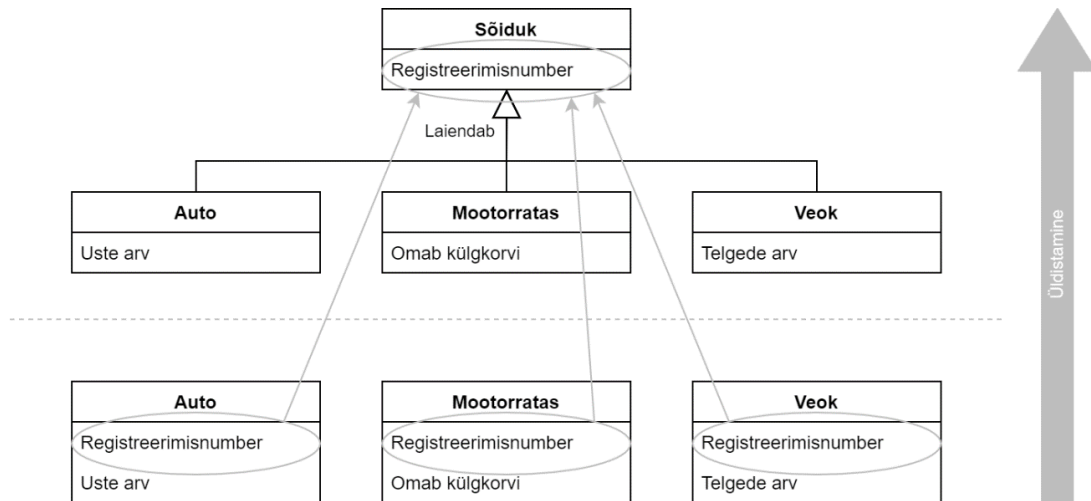 Sõiduk
Registreerimisnumber
Laiendab
Auto
Uste arv
Mootorratas
Omab külgkorvi
Veok
Telgede arv
Üldistamine
Auto
Registreerimisnumber
Uste arv
Mootorratas
Registreerimisnumber
Omab külgkorvi
Veok
Registreerimisnumber
Telgede arv